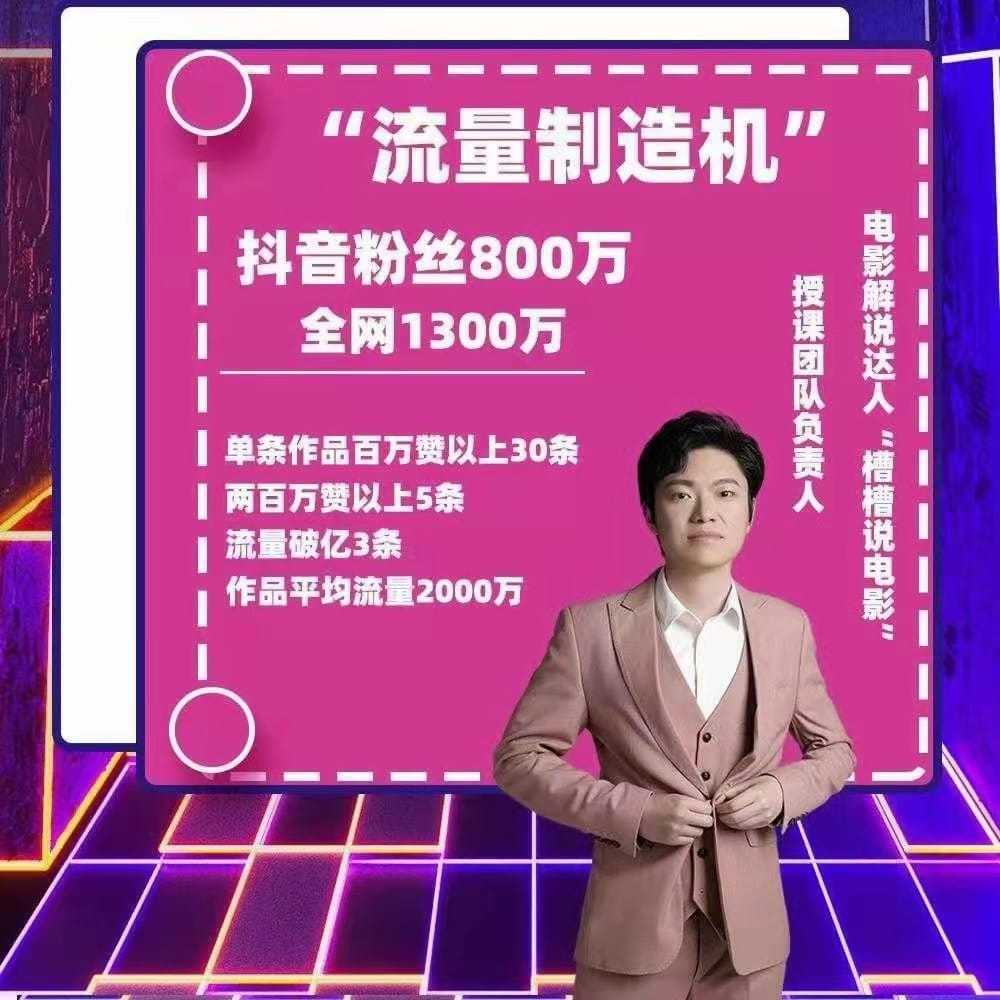 “流量制造机”
抖音粉丝800万
全网1300万
单条作品百万赞以上30条
两百万赞以上5条
流量破亿3条
作品平均流量2000万
电影解说达人“槽槽说电影”
授课团队负责人